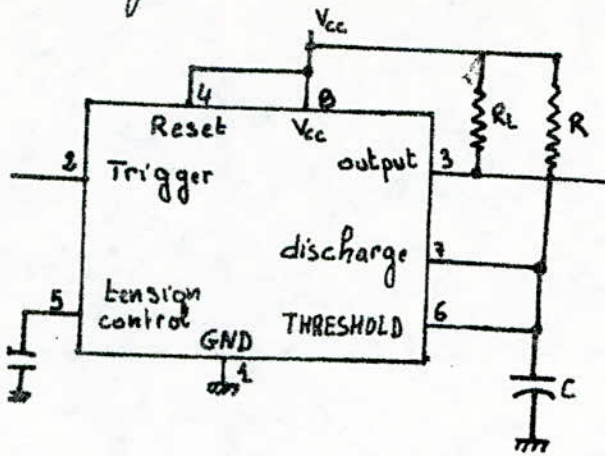 Vcc
4
8
Reset
Vcc
RL
R
2
Trigger
output
3
discharge
7
5
tension
control
THRESHOLD
6
GND
1
C